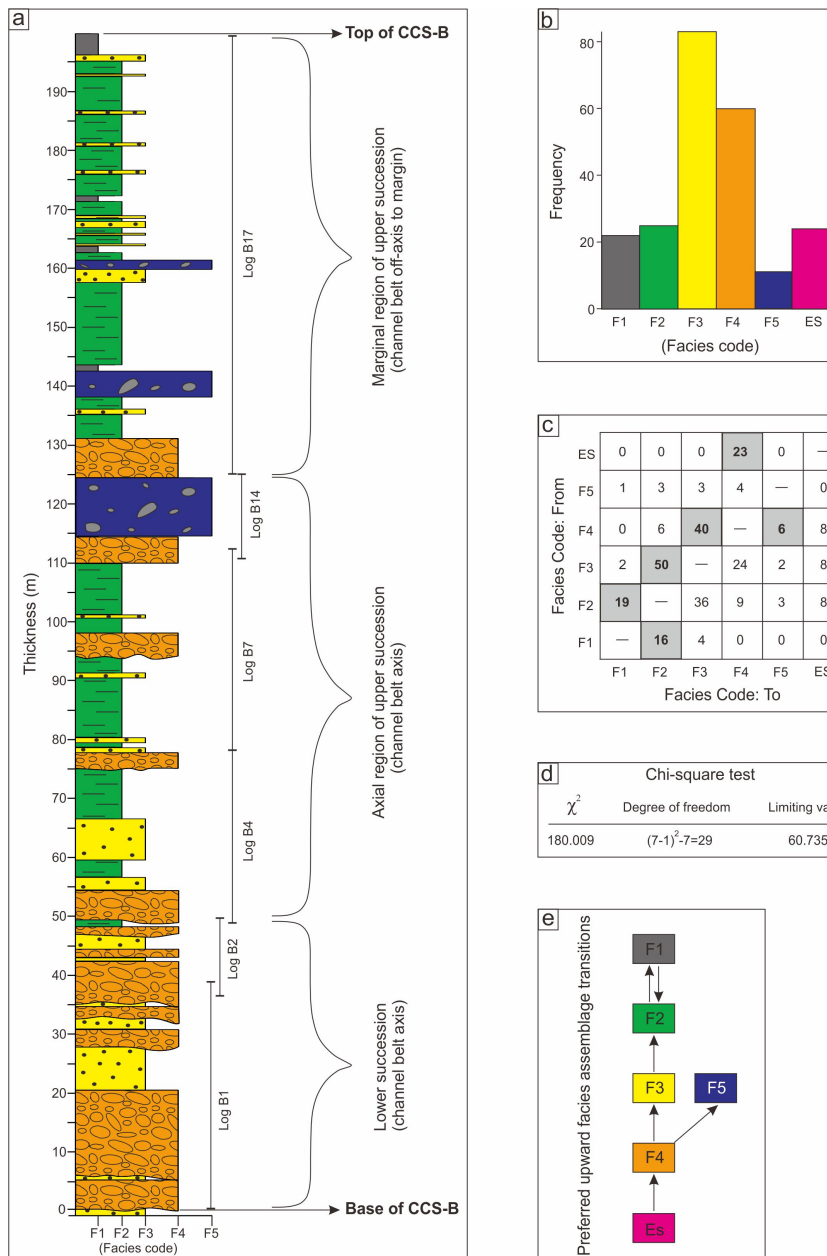 a
Top of CCS-B
190
180
170
160
150
140
130
120
110
100
90
80
70
60
50
40
30
20
10
0
Thickness (m)
F1 F2 F3 F4 F5
(Facies code)
Log B17
Log B14
Log B7
Log B4
Log B2
Log B1
Marginal region of upper succession
(channel belt off-axis to margin)
Axial region of upper succession
(channel belt axis)
Lower succession
(channel belt axis)
Base of CCS-B
b
80
60
40
20
0
Frequency
F1 F2 F3 F4 F5 ES
(Facies code)
c
Facies Code: From
ES 0 0 0 23 0 —
F5 1 3 3 4 — 0
F4 0 6 40 — 6 8
F3 2 50 — 24 2 8
F2 19 — 36 9 3 8
F1 — 16 4 0 0 0
F1 F2 F3 F4 F5 ES
Facies Code: To
d
Chi-square test
χ² Degree of freedom Limiting va
180.009 (7-1)²-7=29 60.735
e
Preferred upward facies assemblage transitions
F1
F2
F3 F5
F4
Es